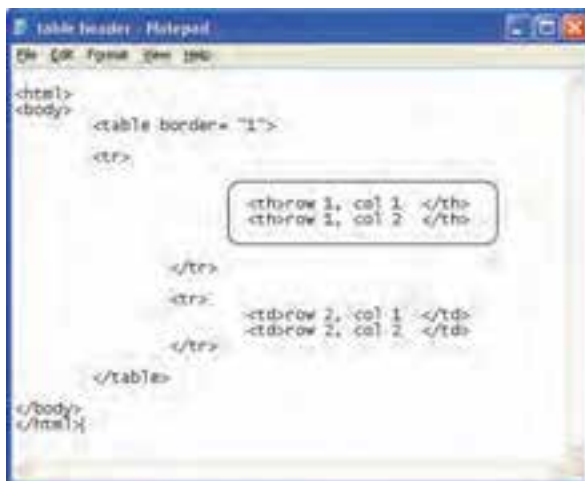 table header - Notepad
File Edit Format View Help
<html>
<body>
<table border= "1">
<tr>
<th>row 1, col 1 </th>
<th>row 1, col 2 </th>
</tr>
<tr>
<td>row 2, col 1 </td>
<td>row 2, col 2 </td>
</tr>
</table>
</body>
</html>